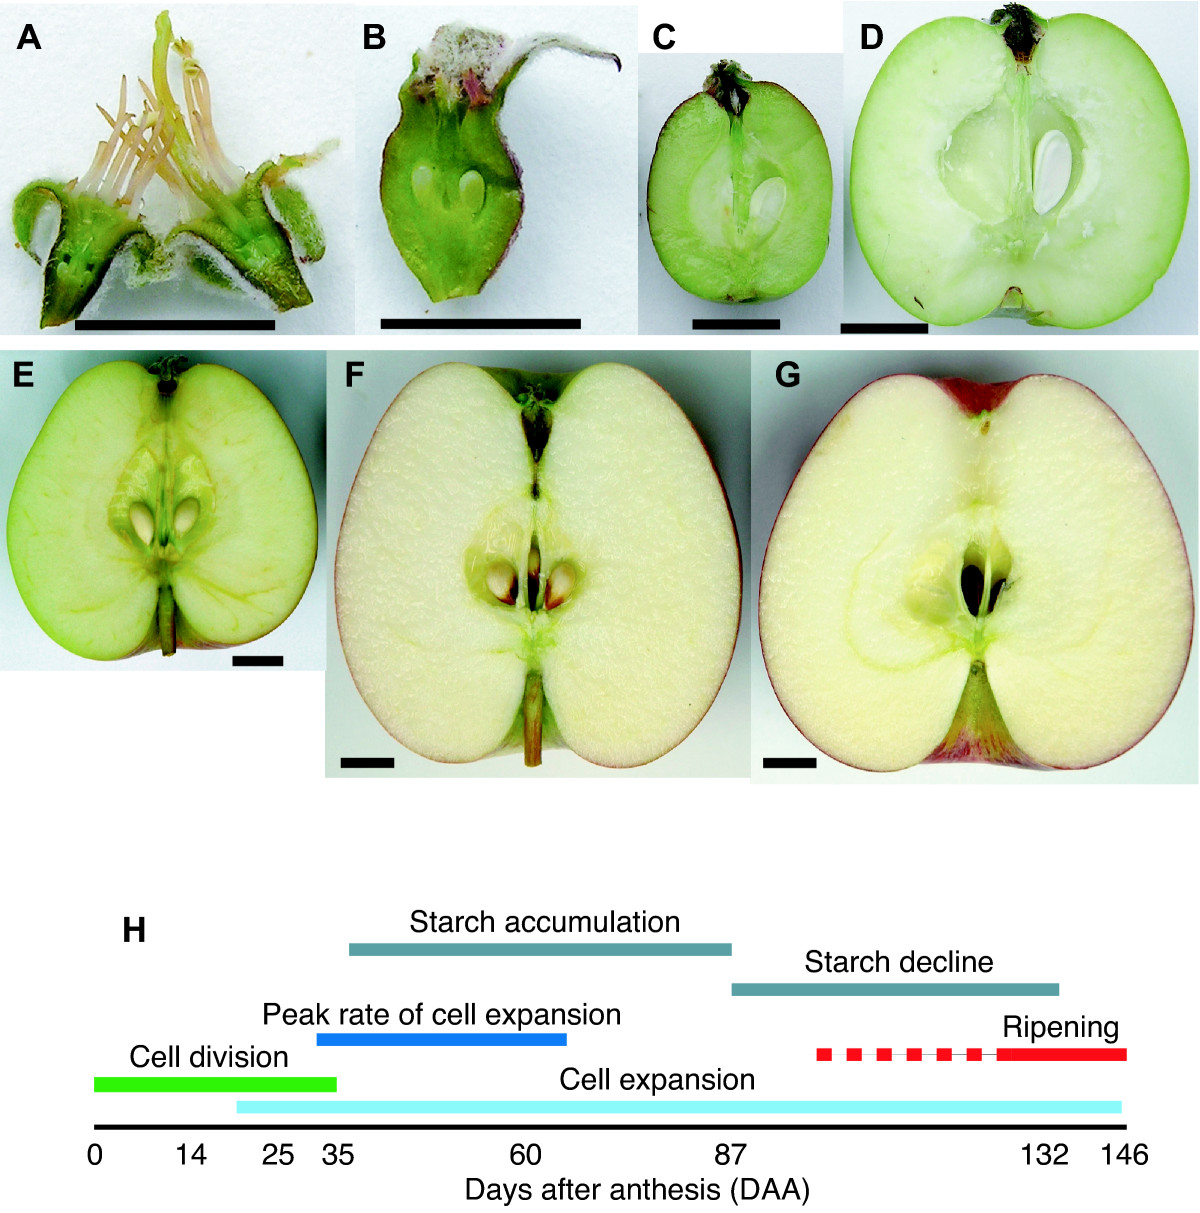 A
B
C
D
E
F
G
H
Starch accumulation
Starch decline
Peak rate of cell expansion
Ripening
Cell division
Cell expansion
0 14 25 35 60 87 132 146
Days after anthesis (DAA)